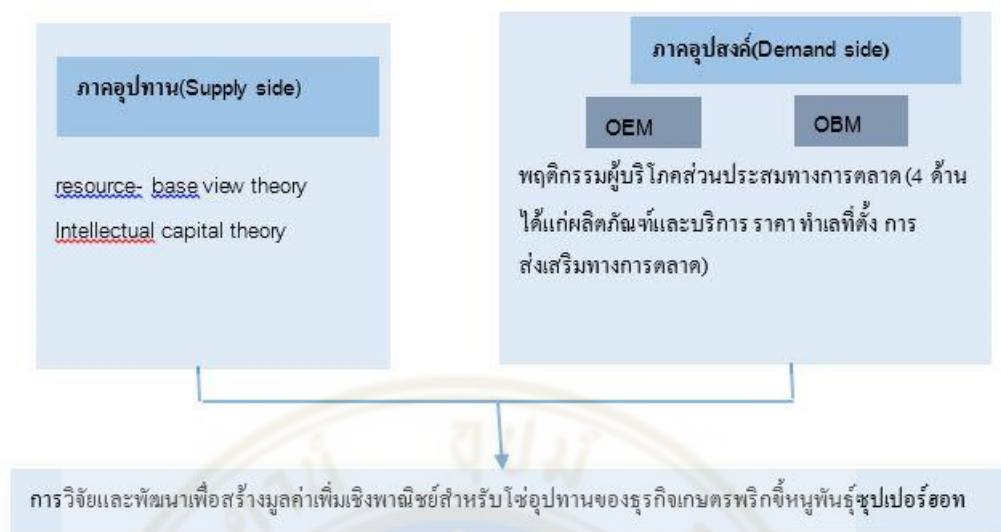 ภาคอุปทาน(Supply side)
resource- base view theory
Intellectual capital theory
ภาคอุปสงค์(Demand side)
OEM
OBM
พฤติกรรมผู้บริโภคส่วนประสมทางการตลาด (4 ด้าน
ได้แก่ผลิตภัณฑ์และบริการ ราคา ทำเลที่ตั้ง การ
ส่งเสริมทางการตลาด)
การวิจัยและพัฒนาเพื่อสร้างมูลค่าเพิ่มเชิงพาณิชย์สำหรับโซ่อุปทานของธุรกิจเกษตรพริกขี้หนูพันธุ์ซุปเปอร์ฮอท